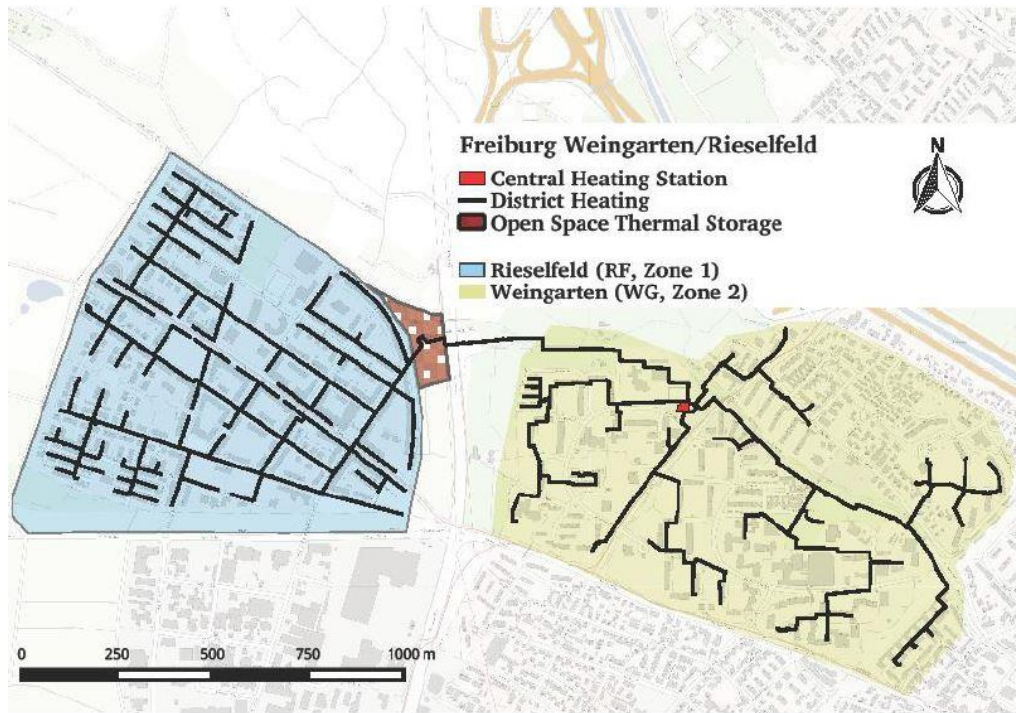 Freiburg Weingarten/Rieselfeld
N
Central Heating Station
District Heating
Open Space Thermal Storage
Rieselfeld (RF, Zone 1)
Weingarten (WG, Zone 2)
0 250 500 750 1000 m